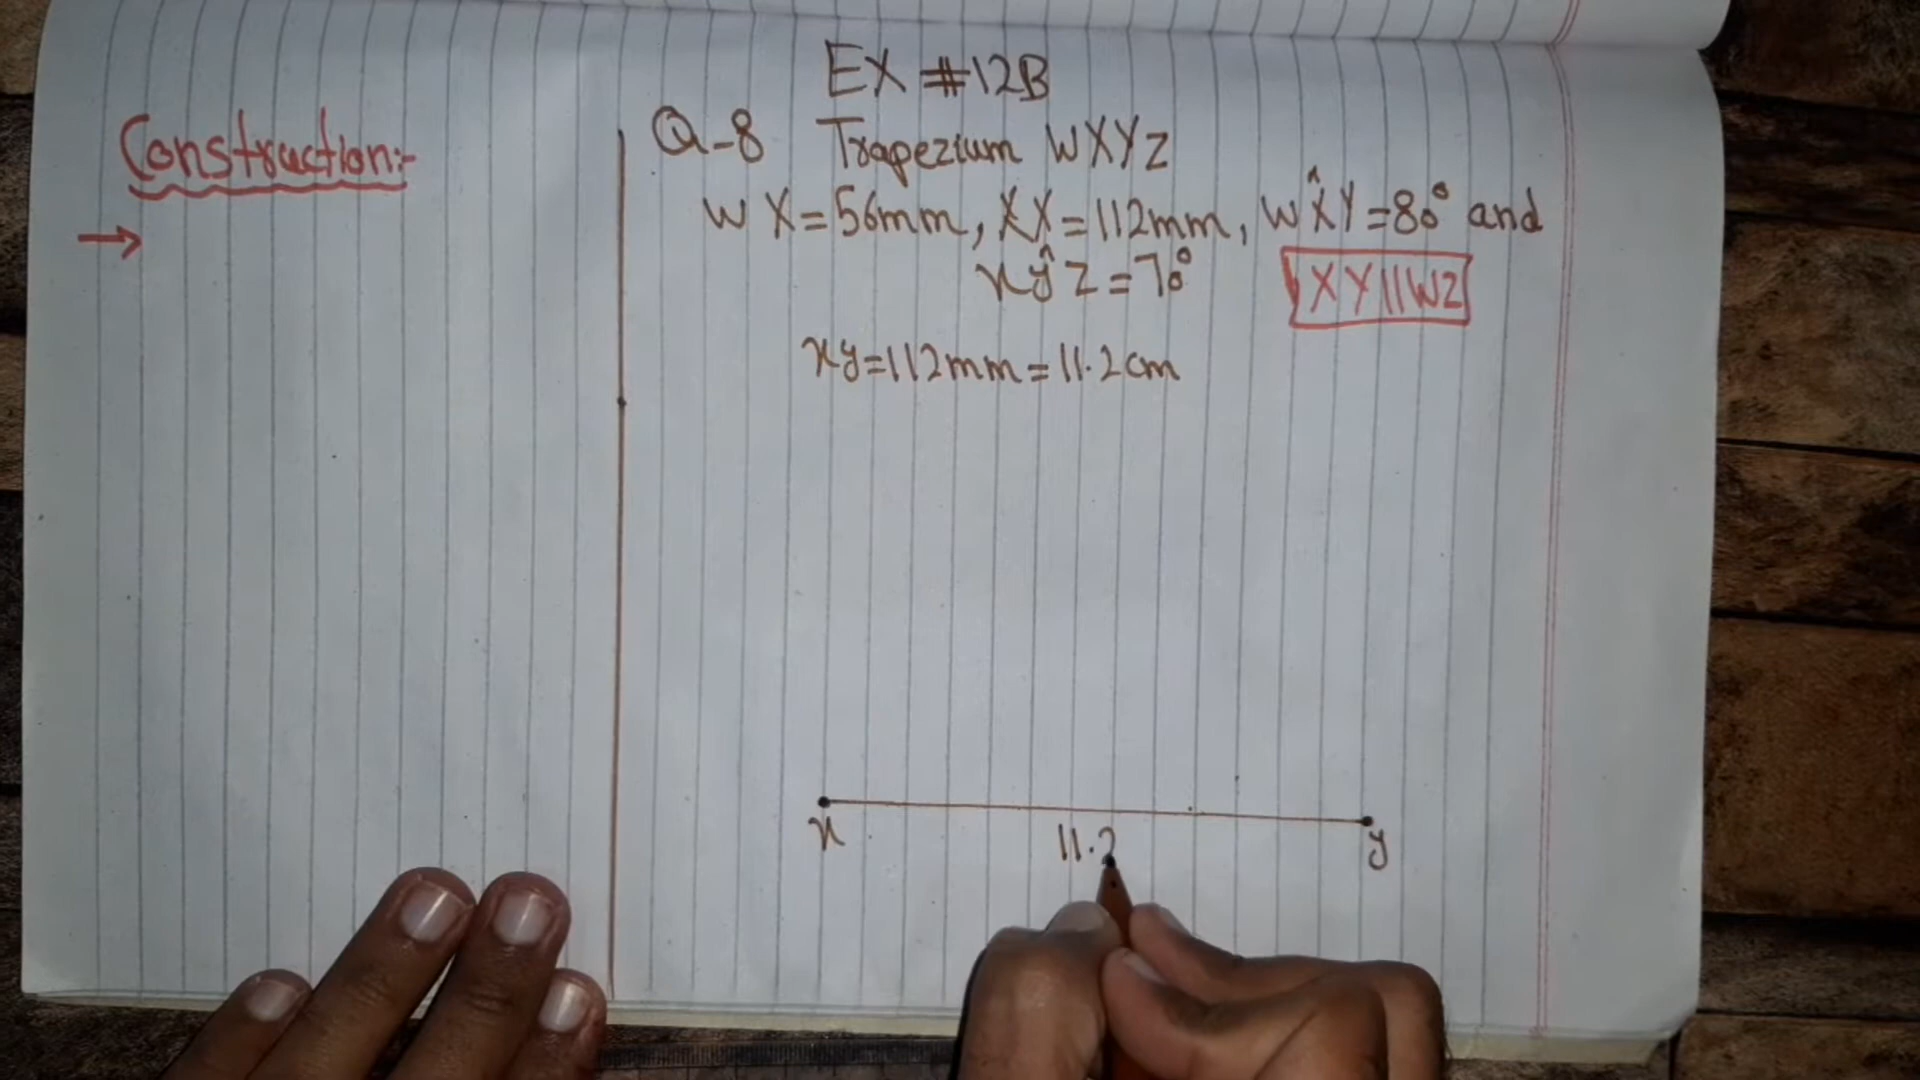 EX #12B
Construction:-
→
Q-8 Trapezium WXYZ
WX=56mm, XX=112mm, WX̂Y=80° and
xŷz=70° XY||WZ
xy=112mm=11.2cm
x y
11.2